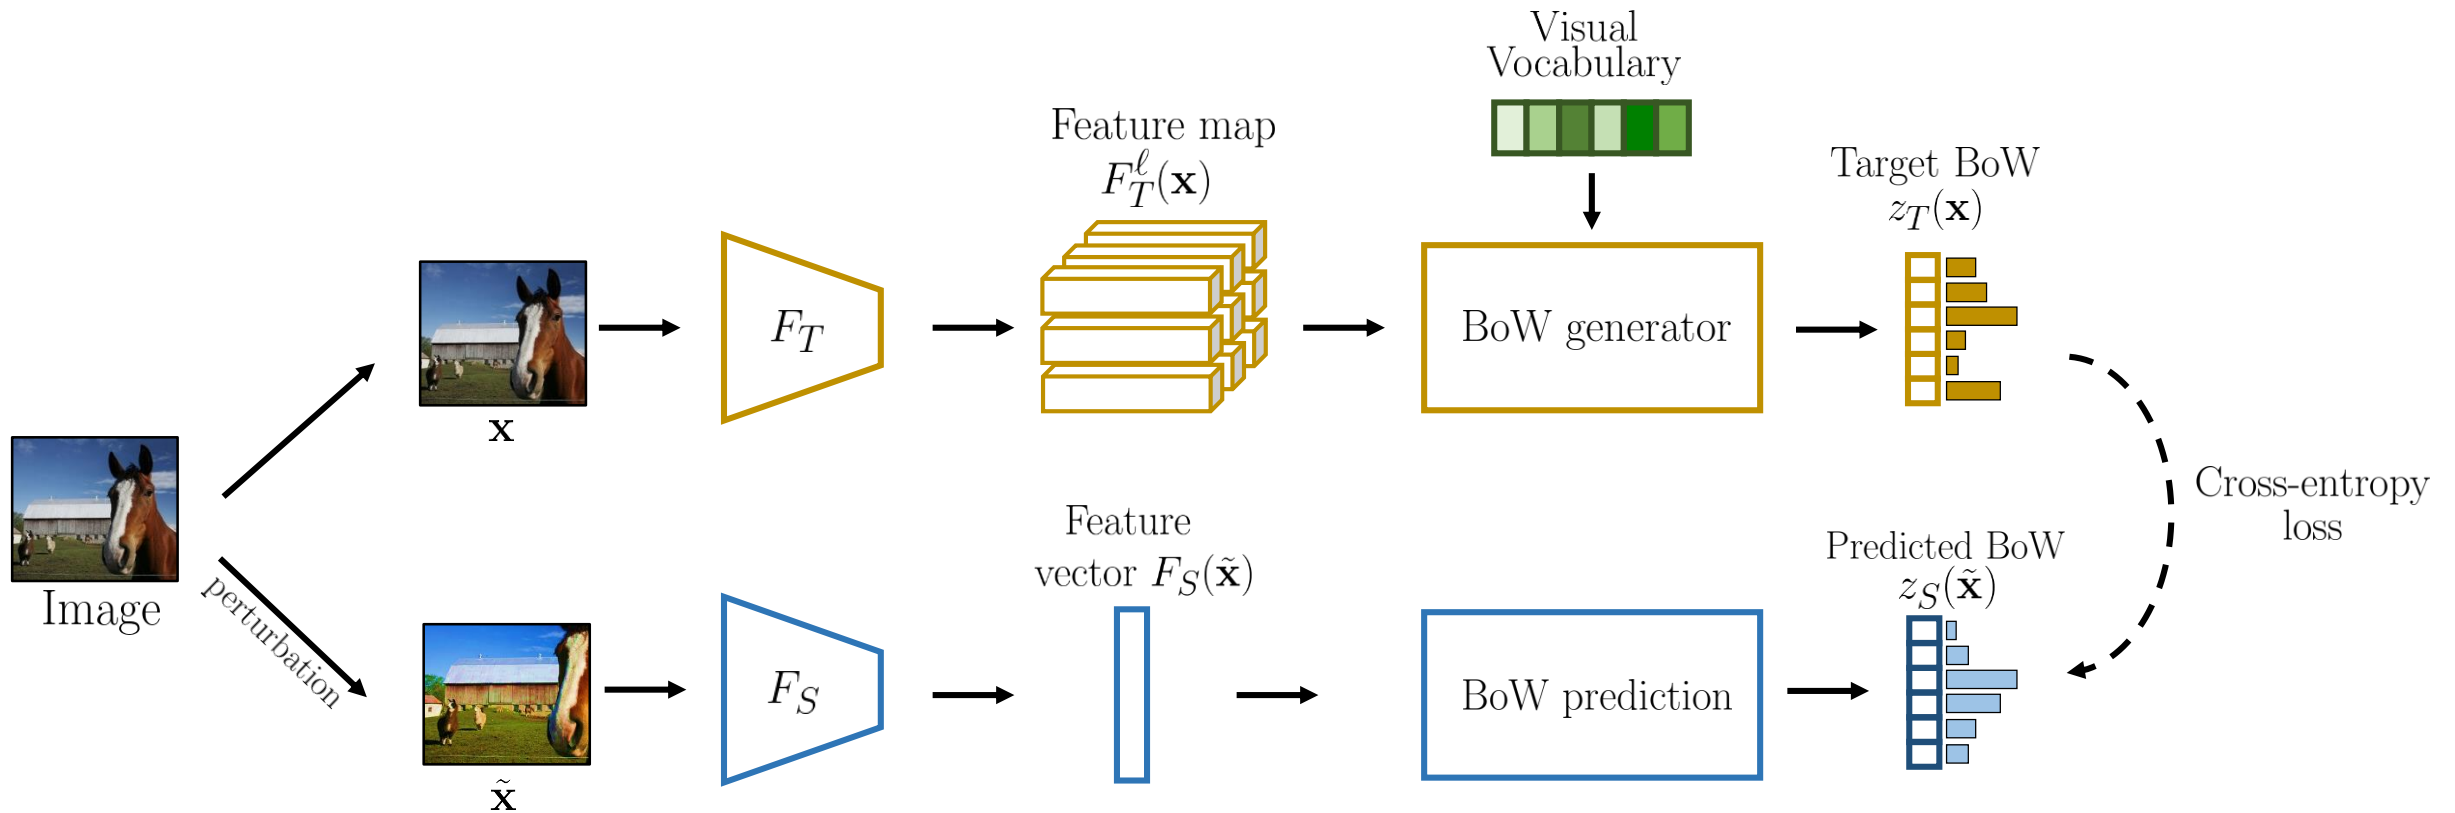 Visual
Vocabulary
Feature map
$F_T^\ell(\mathbf{x})$
Target BoW
$z_T(\mathbf{x})$
$F_T$
BoW generator
$\mathbf{x}$
Image
perturbation
Cross-entropy
loss
Feature
vector $F_S(\tilde{\mathbf{x}})$
Predicted BoW
$z_S(\tilde{\mathbf{x}})$
$F_S$
BoW prediction
$\tilde{\mathbf{x}}$